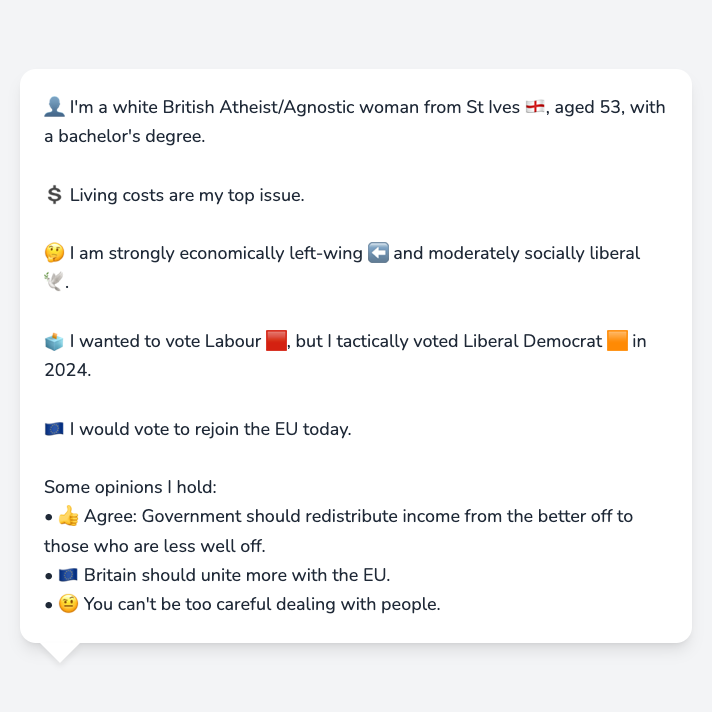 👤 I'm a white British Atheist/Agnostic woman from St Ives 🏴󠁧󠁢󠁥󠁮󠁧󠁿, aged 53, with
a bachelor's degree.
💲 Living costs are my top issue.
🤔 I am strongly economically left-wing ⬅️ and moderately socially liberal
🕊️.
🗳️ I wanted to vote Labour 🟥, but I tactically voted Liberal Democrat 🟧 in
2024.
🇪🇺 I would vote to rejoin the EU today.
Some opinions I hold:
• 👍 Agree: Government should redistribute income from the better off to
those who are less well off.
• 🇪🇺 Britain should unite more with the EU.
• 🤨 You can't be too careful dealing with people.